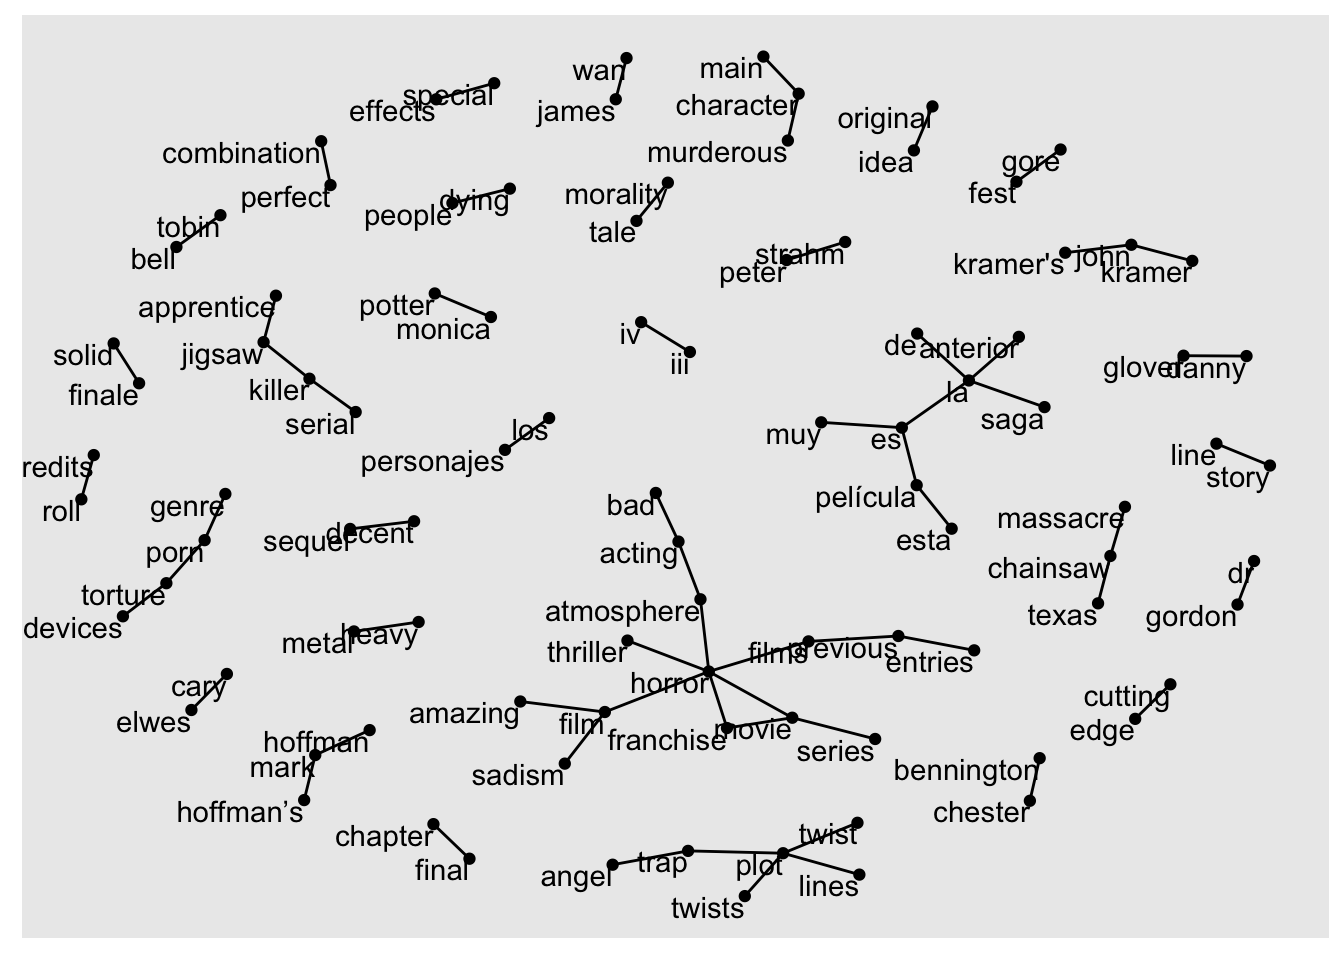 wan
main
special
effects
james
character
original
combination
murderous
idea
gore
perfect
people
dying
morality
fest
tobin
tale
bell
strahm
peter
kramer's
john
kramer
apprentice
potter
monica
iv
iii
de
anterior
solid
jigsaw
finale
killer
la
glover
danny
serial
los
saga
personajes
muy
es
line
story
redits
roll
genre
bad
película
massacre
sequel
decent
acting
esta
porn
chainsaw
torture
dr
devices
atmosphere
texas
gordon
metal
heavy
thriller
films
previous
entries
cary
horror
cutting
elwes
amazing
film
edge
hoffman
franchise
movie
series
mark
sadism
bennington
hoffman’s
chester
chapter
twist
final
angel
trap
plot
lines
twists